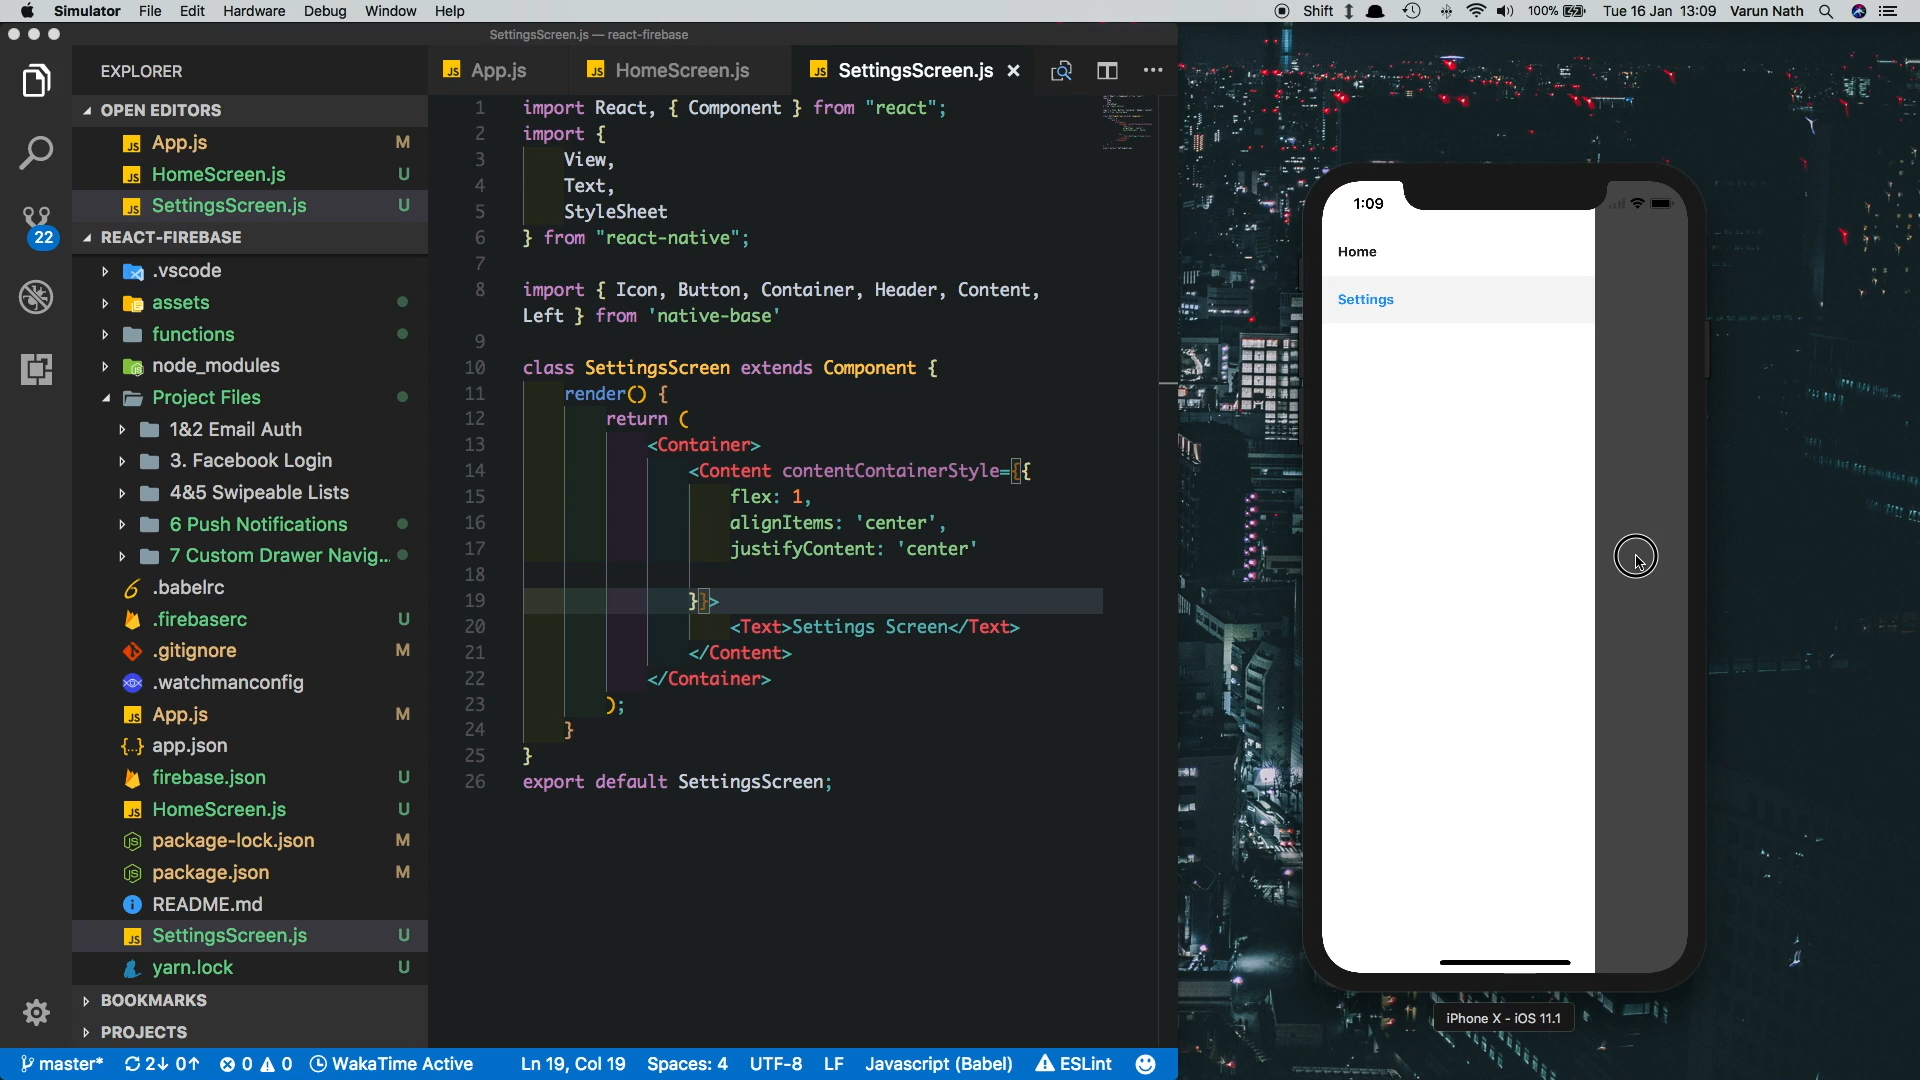 Simulator File Edit Hardware Debug Window Help
Shift 100% Tue 16 Jan 13:09 Varun Nath
SettingsScreen.js — react-firebase
EXPLORER
OPEN EDITORS
App.js M
HomeScreen.js U
SettingsScreen.js U
22
REACT-FIREBASE
.vscode
assets
functions
node_modules
Project Files
1&2 Email Auth
3. Facebook Login
4&5 Swipeable Lists
6 Push Notifications
7 Custom Drawer Navig...
.babelrc
.firebaserc U
.gitignore M
.watchmanconfig
App.js M
app.json
firebase.json U
HomeScreen.js U
package-lock.json M
package.json M
README.md
SettingsScreen.js U
yarn.lock U
BOOKMARKS
PROJECTS
App.js HomeScreen.js SettingsScreen.js
1 import React, { Component } from "react";
2 import {
3 View,
4 Text,
5 StyleSheet
6 } from "react-native";
7
8 import { Icon, Button, Container, Header, Content,
Left } from 'native-base'
9
10 class SettingsScreen extends Component {
11 render() {
12 return (
13 <Container>
14 <Content contentContainerStyle={{
15 flex: 1,
16 alignItems: 'center',
17 justifyContent: 'center'
18
19 }}>
20 <Text>Settings Screen</Text>
21 </Content>
22 </Container>
23 );
24 }
25 }
26 export default SettingsScreen;
1:09
Home
Settings
iPhone X - iOS 11.1
master* 2↓ 0↑ 0 0 WakaTime Active Ln 19, Col 19 Spaces: 4 UTF-8 LF Javascript (Babel) ESLint